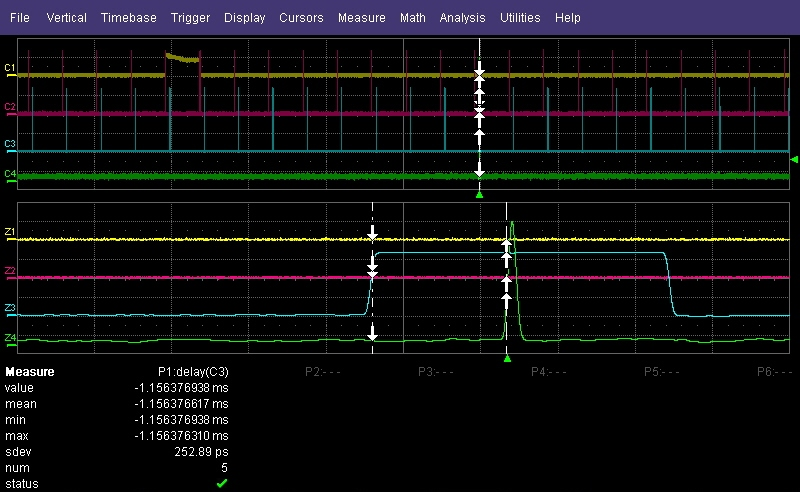 File Vertical Timebase Trigger Display Cursors Measure Math Analysis Utilities Help
C1
C2
C3
C4
Z1
Z2
Z3
Z4
Measure P1:delay(C3) P2:--- P3:--- P4:--- P5:--- P6:---
value -1.156376938 ms
mean -1.156376617 ms
min -1.156376938 ms
max -1.156376310 ms
sdev 252.89 ps
num 5
status